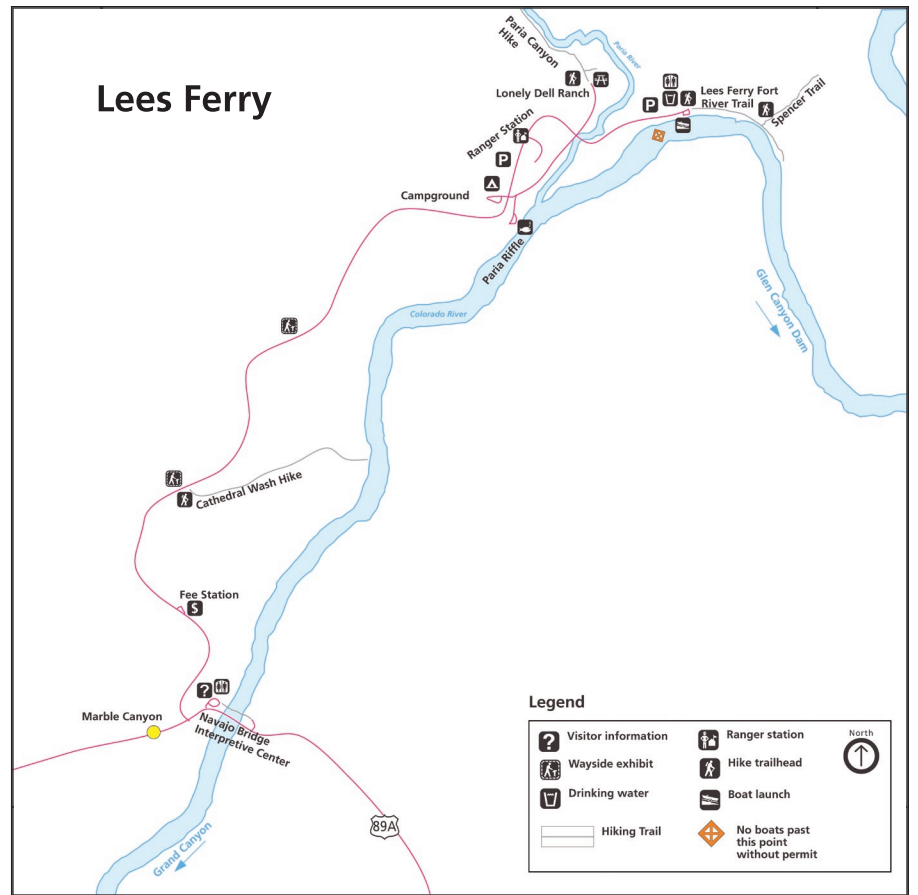 Lees Ferry
Paria Canyon
Hike
Paria River
Lonely Dell Ranch
Lees Ferry Fort
River Trail
Spencer Trail
P
Ranger Station
P
Campground
Paria Riffle
Colorado River
Glen Canyon Dam
Cathedral Wash Hike
Fee Station
$
?
Marble Canyon
Navajo Bridge
Interpretive Center
89A
Grand Canyon
Legend
? Visitor information
Wayside exhibit
Drinking water
Hiking Trail
Ranger station
Hike trailhead
Boat launch
No boats past
this point
without permit
North